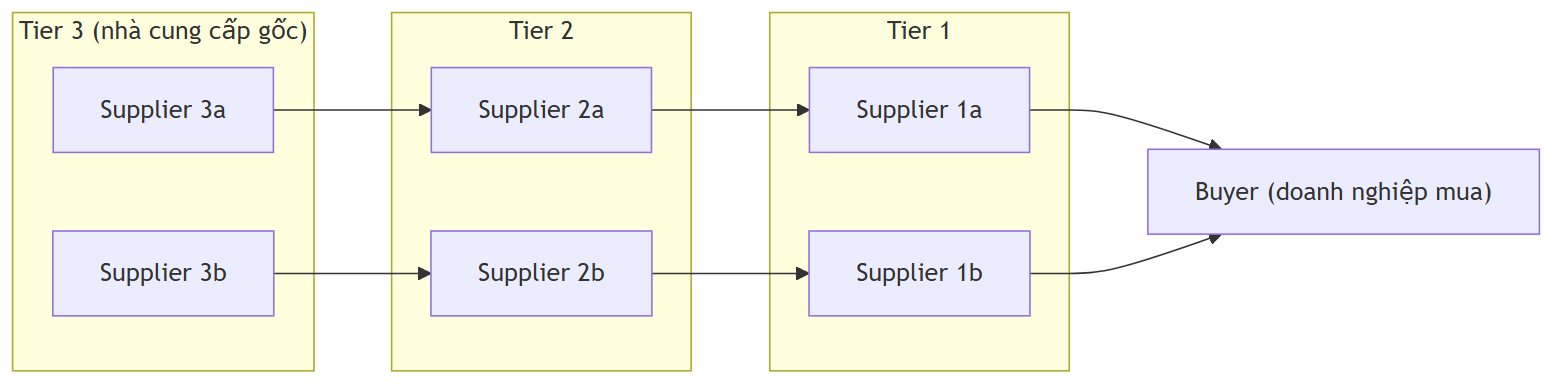 Tier 3 (nhà cung cấp gốc)
Tier 2
Tier 1
Supplier 3a
Supplier 2a
Supplier 1a
Buyer (doanh nghiệp mua)
Supplier 3b
Supplier 2b
Supplier 1b